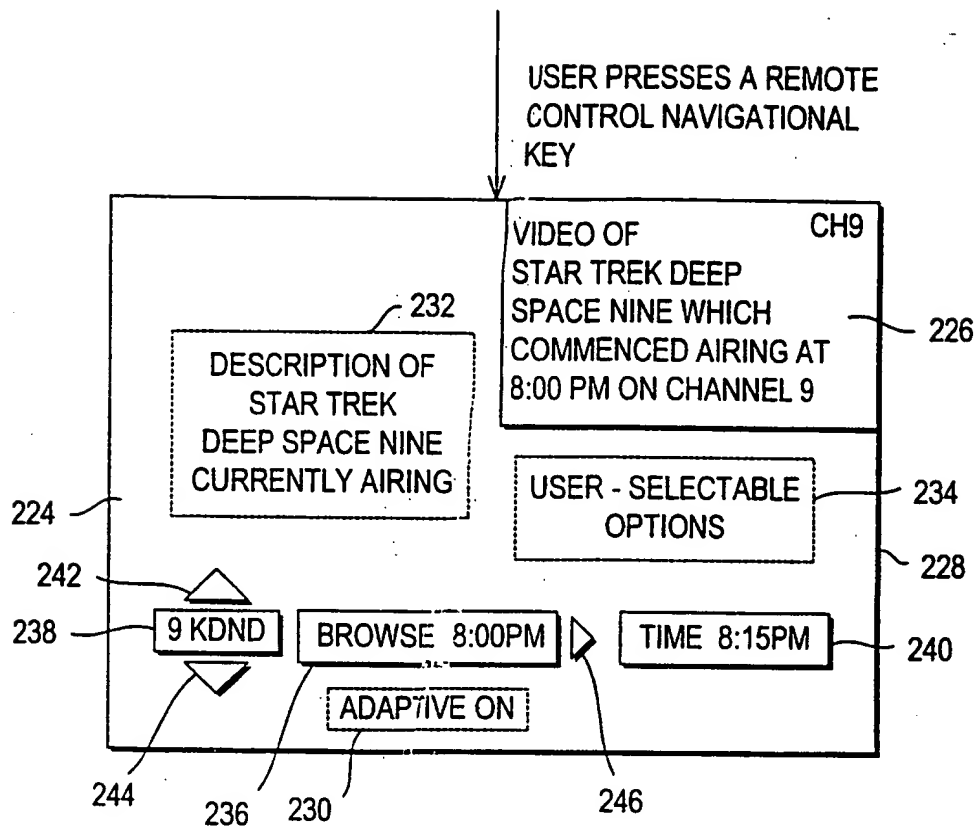 USER PRESSES A REMOTE
CONTROL NAVIGATIONAL
KEY
CH9
VIDEO OF
STAR TREK DEEP
SPACE NINE WHICH
COMMENCED AIRING AT
8:00 PM ON CHANNEL 9
226
232
DESCRIPTION OF
STAR TREK
DEEP SPACE NINE
CURRENTLY AIRING
USER - SELECTABLE
OPTIONS
234
224
228
242
238
9 KDND
BROWSE 8:00PM
TIME 8:15PM
240
ADAPTIVE ON
244
236
230
246